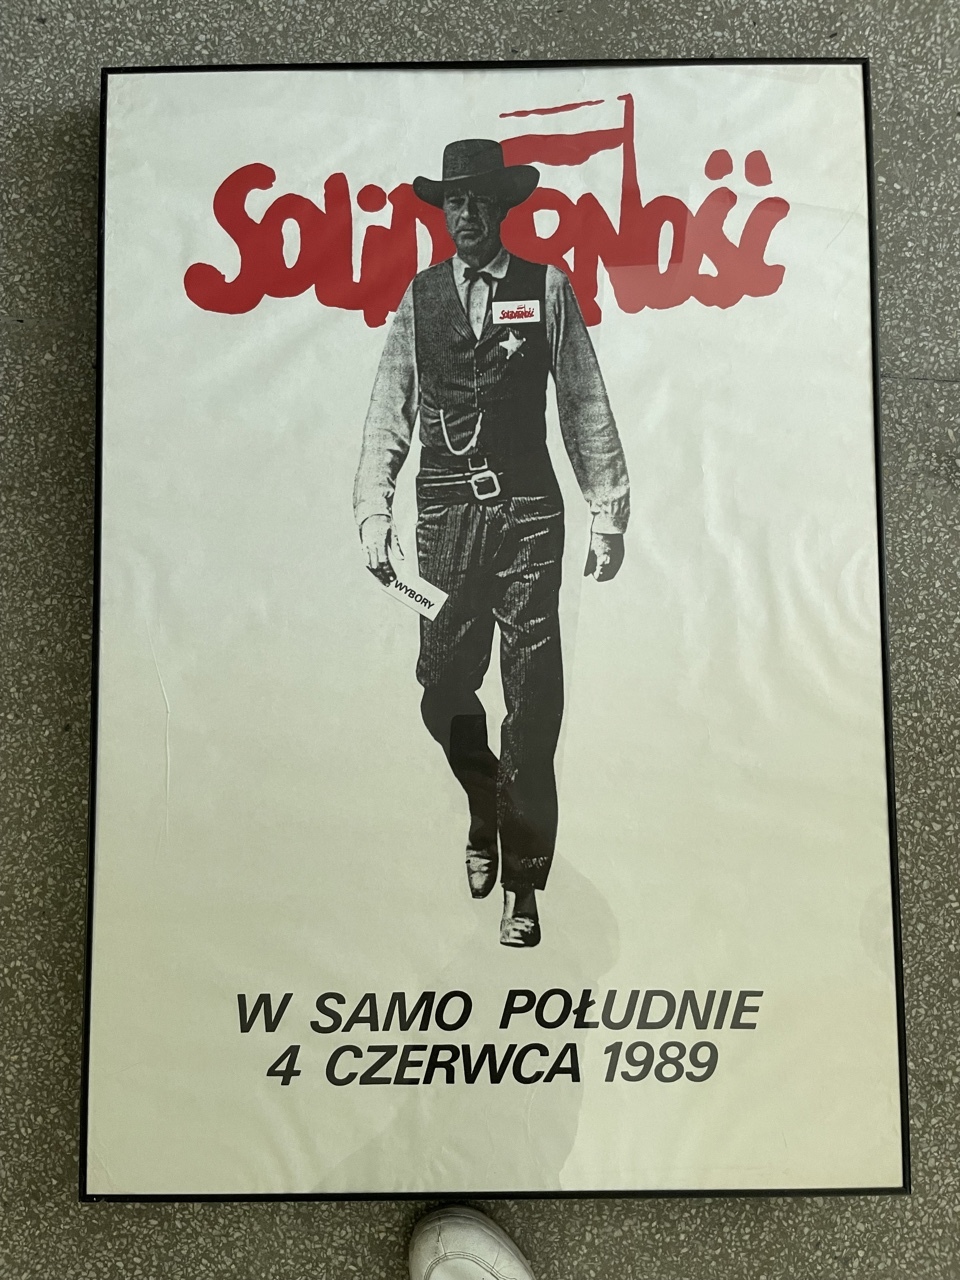 SOLIDARNOŚĆ
SOLIDARNOŚĆ
WYBORY
W SAMO POŁUDNIE
4 CZERWCA 1989